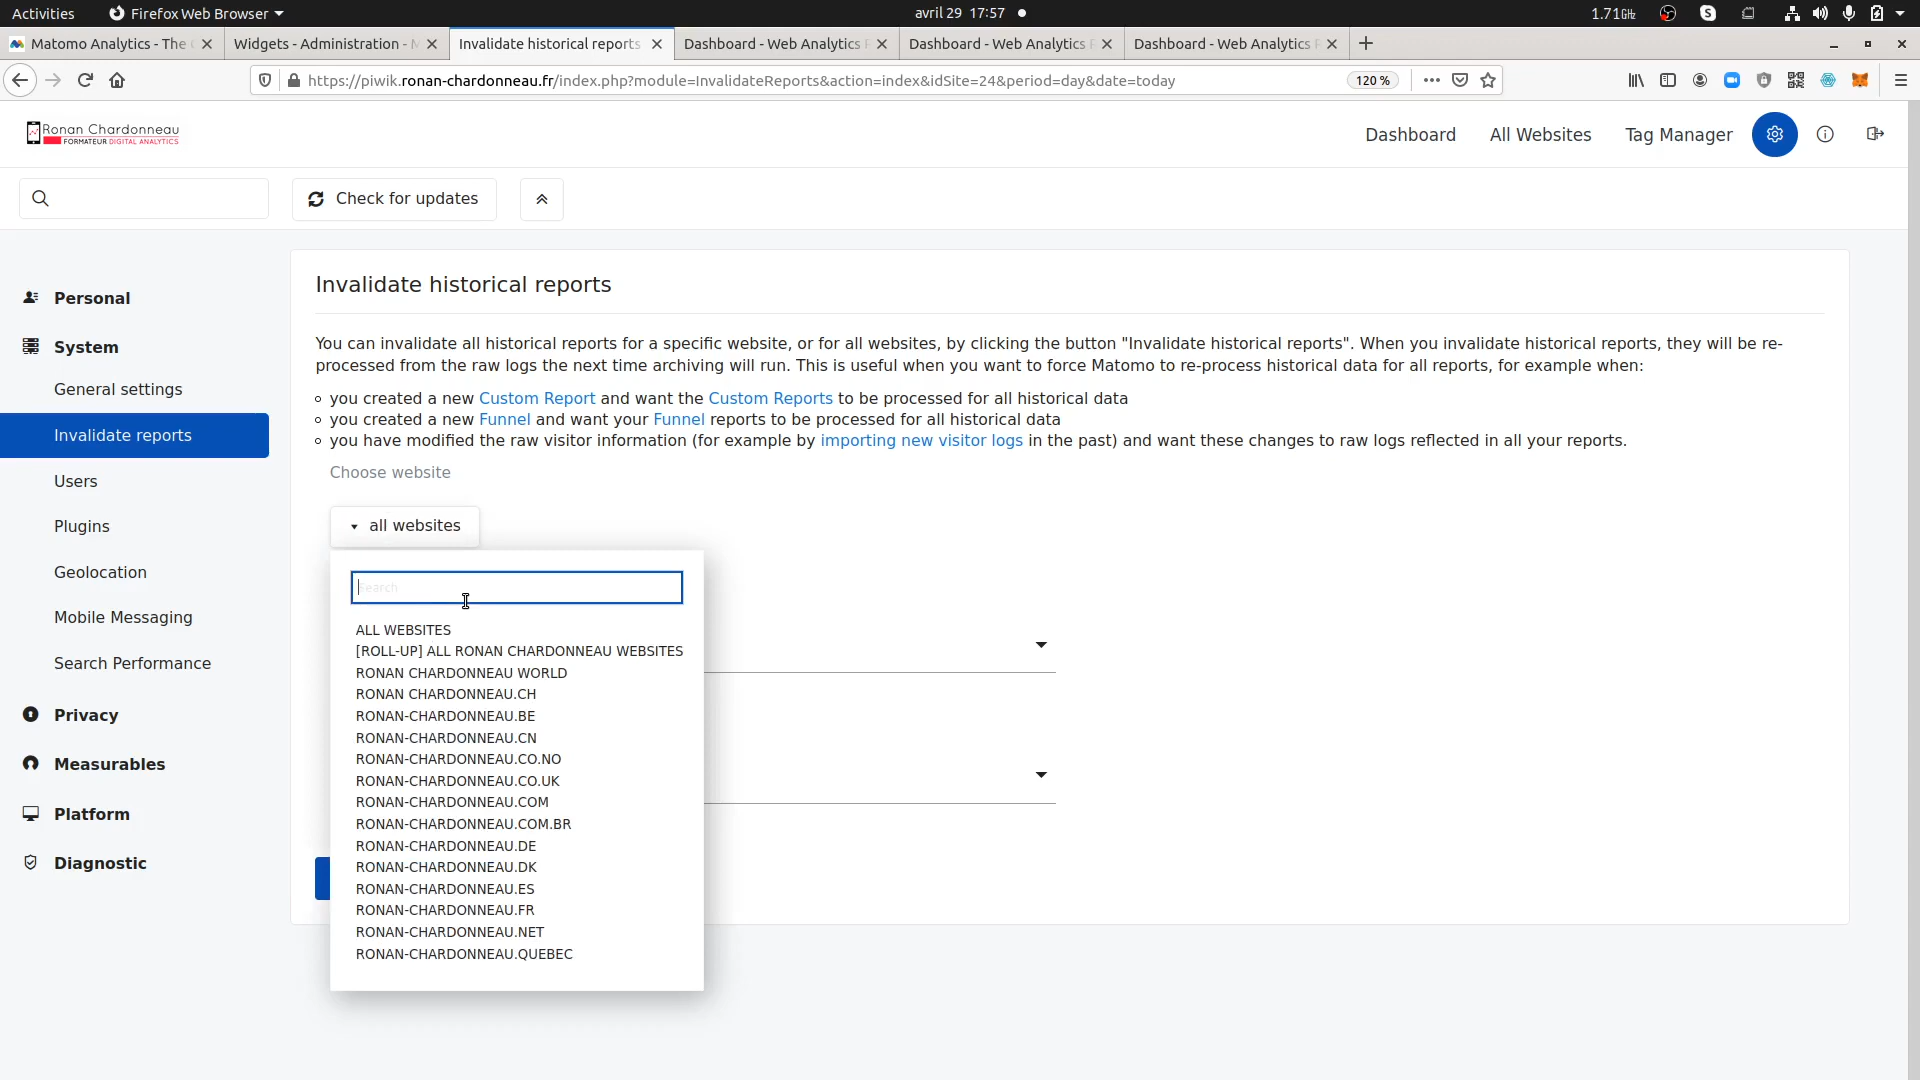 Activities
Firefox Web Browser
avril 29 17:57
1.71GHz
Matomo Analytics - The
Widgets - Administration -
Invalidate historical reports
Dashboard - Web Analytics
Dashboard - Web Analytics
Dashboard - Web Analytics
https://piwik.ronan-chardonneau.fr/index.php?module=InvalidateReports&action=index&idSite=24&period=day&date=today
120 %
Ronan Chardonneau
FORMATEUR DIGITAL ANALYTICS
Dashboard
All Websites
Tag Manager
Check for updates
Personal
System
General settings
Invalidate reports
Users
Plugins
Geolocation
Mobile Messaging
Search Performance
Privacy
Measurables
Platform
Diagnostic
Invalidate historical reports
You can invalidate all historical reports for a specific website, or for all websites, by clicking the button "Invalidate historical reports". When you invalidate historical reports, they will be re-
processed from the raw logs the next time archiving will run. This is useful when you want to force Matomo to re-process historical data for all reports, for example when:
you created a new Custom Report and want the Custom Reports to be processed for all historical data
you created a new Funnel and want your Funnel reports to be processed for all historical data
you have modified the raw visitor information (for example by importing new visitor logs in the past) and want these changes to raw logs reflected in all your reports.
Choose website
all websites
Search
ALL WEBSITES
[ROLL-UP] ALL RONAN CHARDONNEAU WEBSITES
RONAN CHARDONNEAU WORLD
RONAN CHARDONNEAU.CH
RONAN-CHARDONNEAU.BE
RONAN-CHARDONNEAU.CN
RONAN-CHARDONNEAU.CO.NO
RONAN-CHARDONNEAU.CO.UK
RONAN-CHARDONNEAU.COM
RONAN-CHARDONNEAU.COM.BR
RONAN-CHARDONNEAU.DE
RONAN-CHARDONNEAU.DK
RONAN-CHARDONNEAU.ES
RONAN-CHARDONNEAU.FR
RONAN-CHARDONNEAU.NET
RONAN-CHARDONNEAU.QUEBEC